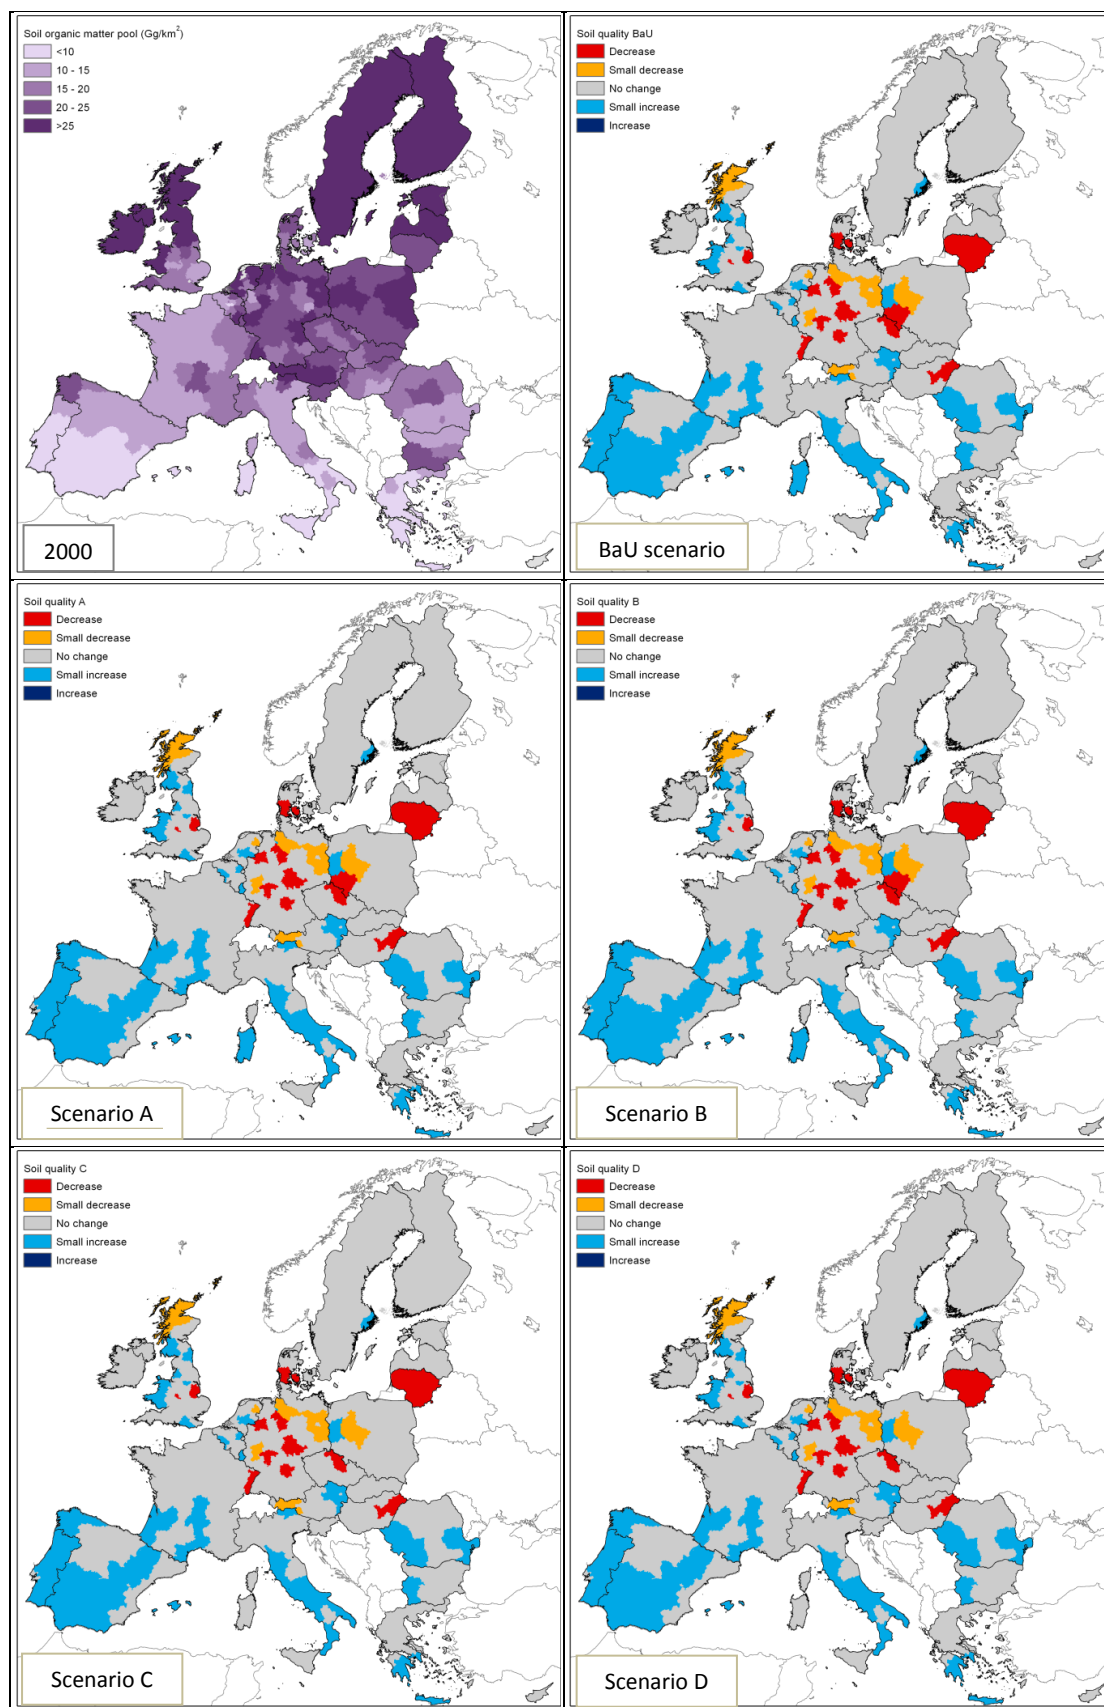 Soil organic matter pool (Gg/km²)
<10
10 - 15
15 - 20
20 - 25
>25
2000
Soil quality BaU
Decrease
Small decrease
No change
Small increase
Increase
BaU scenario
Soil quality A
Decrease
Small decrease
No change
Small increase
Increase
Scenario A
Soil quality B
Decrease
Small decrease
No change
Small increase
Increase
Scenario B
Soil quality C
Decrease
Small decrease
No change
Small increase
Increase
Scenario C
Soil quality D
Decrease
Small decrease
No change
Small increase
Increase
Scenario D